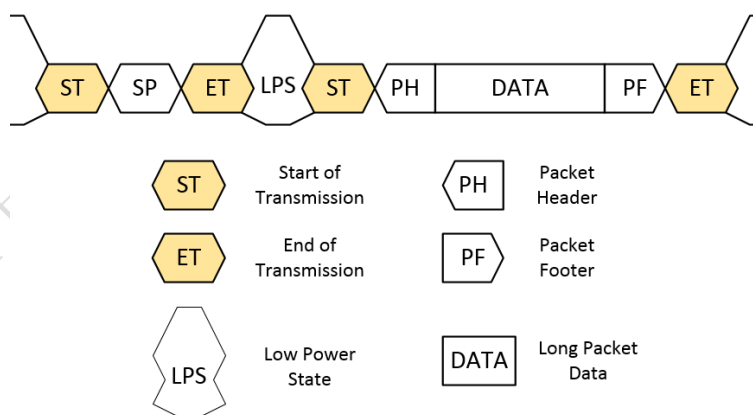 ST SP ET LPS ST PH DATA PF ET
ST Start of
Transmission
PH Packet
Header
ET End of
Transmission
PF Packet
Footer
LPS Low Power
State
DATA Long Packet
Data